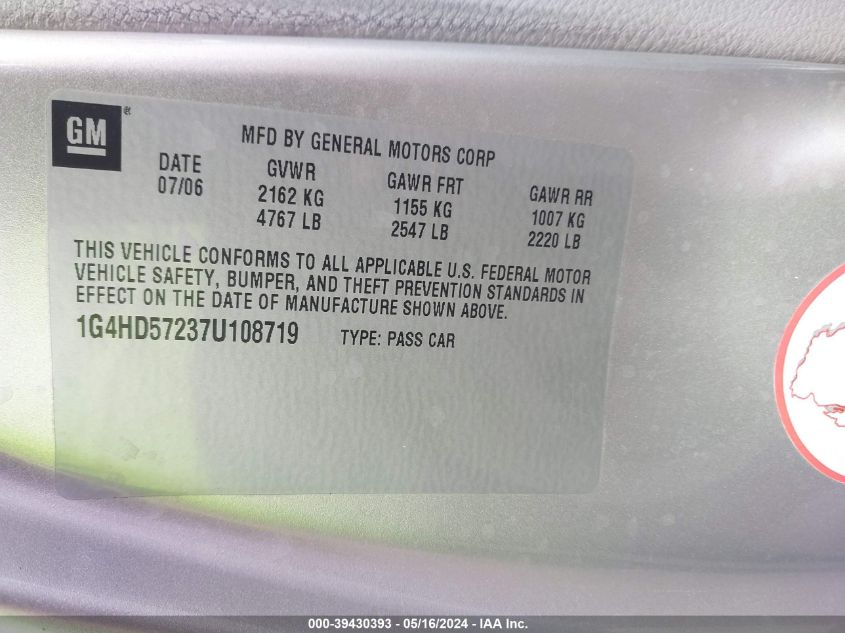 GM ®
MFD BY GENERAL MOTORS CORP
DATE GVWR GAWR FRT GAWR RR
07/06 2162 KG 1155 KG 1007 KG
4767 LB 2547 LB 2220 LB
THIS VEHICLE CONFORMS TO ALL APPLICABLE U.S. FEDERAL MOTOR
VEHICLE SAFETY, BUMPER, AND THEFT PREVENTION STANDARDS IN
EFFECT ON THE DATE OF MANUFACTURE SHOWN ABOVE.
1G4HD57237U108719 TYPE: PASS CAR
000-39430393 - 05/16/2024 - IAA Inc.